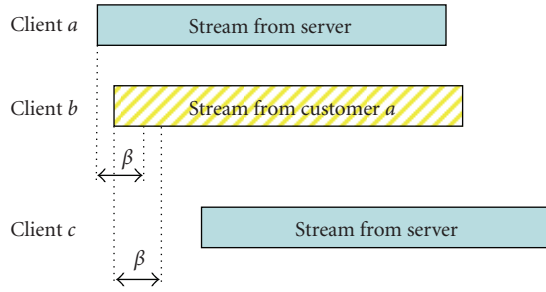 Client a
Stream from server
Client b
Stream from customer a
β
Client c
Stream from server
β